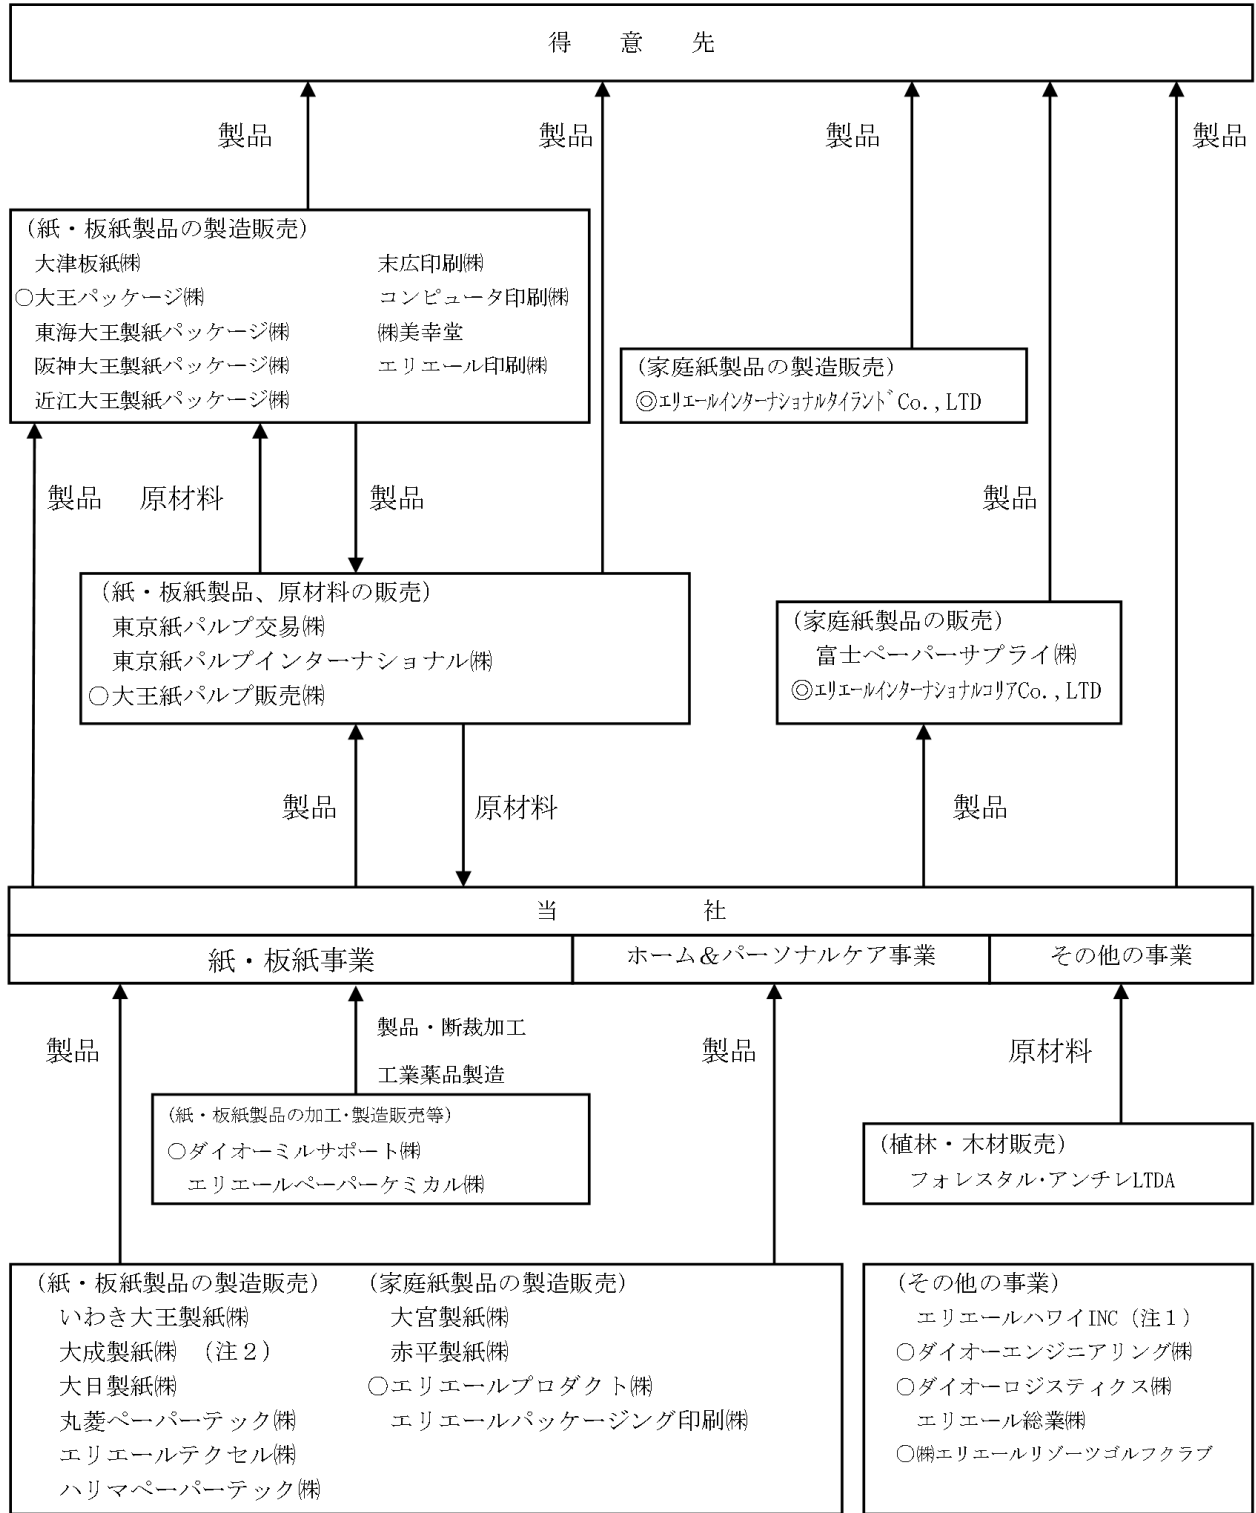 得　意　先
製品
製品
製品
製品
(紙・板紙製品の製造販売)
大津板紙㈱
○大王パッケージ㈱
東海大王製紙パッケージ㈱
阪神大王製紙パッケージ㈱
近江大王製紙パッケージ㈱
末広印刷㈱
コンピュータ印刷㈱
㈱美幸堂
エリエール印刷㈱
(家庭紙製品の製造販売)
◎エリエールインターナショナルタイランドCo.,LTD
製品
原材料
製品
製品
(紙・板紙製品、原材料の販売)
東京紙パルプ交易㈱
東京紙パルプインターナショナル㈱
○大王紙パルプ販売㈱
(家庭紙製品の販売)
富士ペーパーサプライ㈱
◎エリエールインターナショナルコリアCo.,LTD
製品
原材料
製品
当　社
紙・板紙事業
ホーム＆パーソナルケア事業
その他の事業
製品
製品・断裁加工
工業薬品製造
製品
原材料
(紙・板紙製品の加工･製造販売等)
○ダイオーミルサポート㈱
エリエールペーパーケミカル㈱
(植林・木材販売)
フォレスタル･アンチレLTDA
(紙・板紙製品の製造販売)
いわき大王製紙㈱
大成製紙㈱　(注２)
大日製紙㈱
丸菱ペーパーテック㈱
エリエールテクセル㈱
ハリマペーパーテック㈱
(家庭紙製品の製造販売)
大宮製紙㈱
赤平製紙㈱
○エリエールプロダクト㈱
エリエールパッケージング印刷㈱
(その他の事業)
エリエールハワイINC (注１)
○ダイオーエンジニアリング㈱
○ダイオーロジスティクス㈱
エリエール総業㈱
○㈱エリエールリゾーツゴルフクラブ